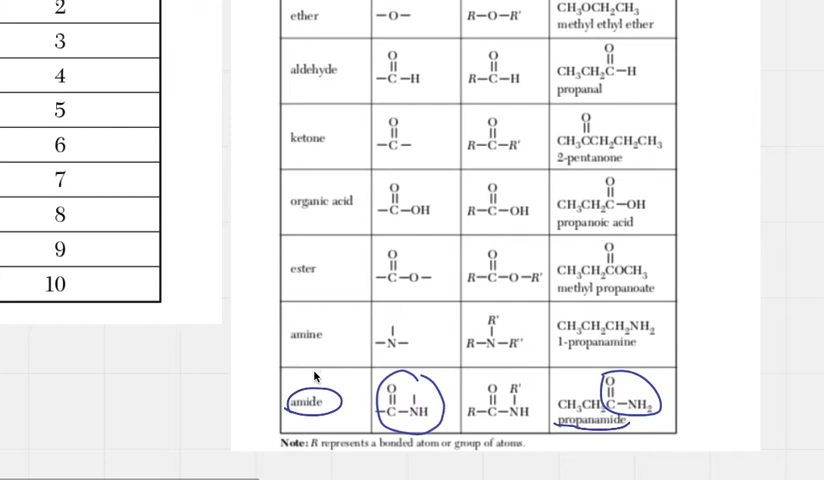 2
3
4
5
6
7
8
9
10
ether
—O—
R—O—R′
CH₃OCH₂CH₃
methyl ethyl ether
aldehyde
O
||
—C—H
O
||
R—C—H
O
||
CH₃CH₂C—H
propanal
ketone
O
||
—C—
O
||
R—C—R′
O
||
CH₃CCH₂CH₂CH₃
2-pentanone
organic acid
O
||
—C—OH
O
||
R—C—OH
O
||
CH₃CH₂C—OH
propanoic acid
ester
O
||
—C—O—
O
||
R—C—O—R′
O
||
CH₃CH₂COCH₃
methyl propanoate
amine
|
—N—
R′
|
R—N—R″
CH₃CH₂CH₂NH₂
1-propanamine
amide
O
|| |
—C—NH
O R′
|| |
R—C—NH
O
||
CH₃CH₂C—NH₂
propanamide
Note: R represents a bonded atom or group of atoms.